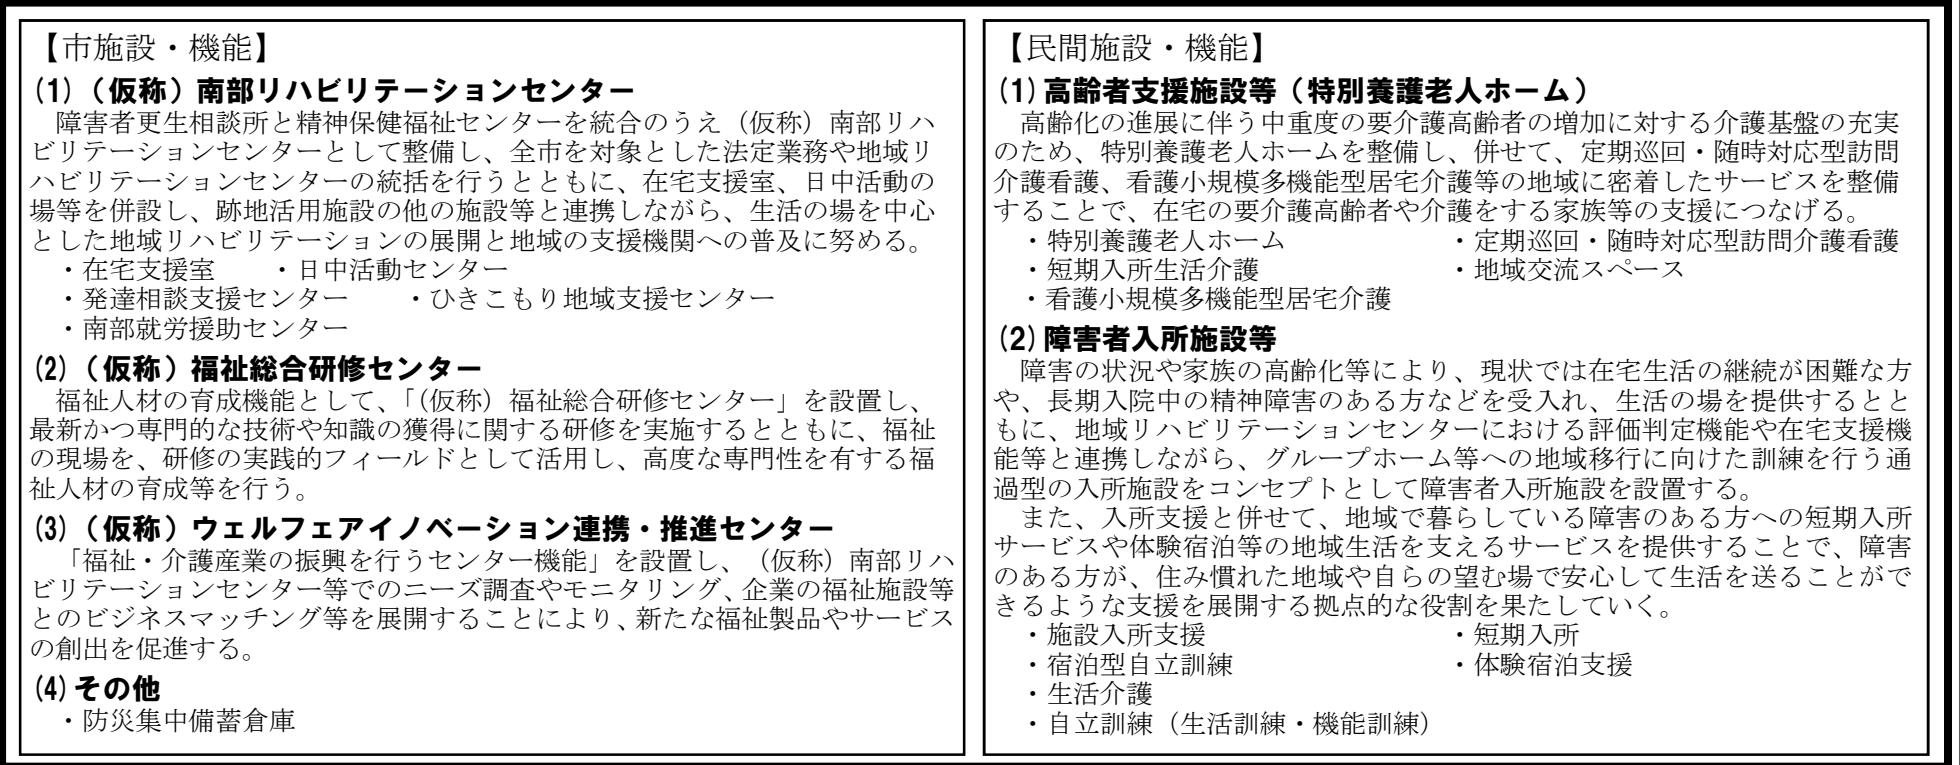 【市施設・機能】
(1)（仮称）南部リハビリテーションセンター
障害者更生相談所と精神保健福祉センターを統合のうえ（仮称）南部リハ
ビリテーションセンターとして整備し、全市を対象とした法定業務や地域リ
ハビリテーションセンターの統括を行うとともに、在宅支援室、日中活動の
場等を併設し、跡地活用施設の他の施設等と連携しながら、生活の場を中心
とした地域リハビリテーションの展開と地域の支援機関への普及に努める。
・在宅支援室　・日中活動センター
・発達相談支援センター　・ひきこもり地域支援センター
・南部就労援助センター
(2)（仮称）福祉総合研修センター
福祉人材の育成機能として、「(仮称）福祉総合研修センター」を設置し、
最新かつ専門的な技術や知識の獲得に関する研修を実施するとともに、福祉
の現場を、研修の実践的フィールドとして活用し、高度な専門性を有する福
祉人材の育成等を行う。
(3)（仮称）ウェルフェアイノベーション連携・推進センター
「福祉・介護産業の振興を行うセンター機能」を設置し、（仮称）南部リハ
ビリテーションセンター等でのニーズ調査やモニタリング、企業の福祉施設等
とのビジネスマッチング等を展開することにより、新たな福祉製品やサービス
の創出を促進する。
(4)その他
・防災集中備蓄倉庫
【民間施設・機能】
(1)高齢者支援施設等（特別養護老人ホーム）
高齢化の進展に伴う中重度の要介護高齢者の増加に対する介護基盤の充実
のため、特別養護老人ホームを整備し、併せて、定期巡回・随時対応型訪問
介護看護、看護小規模多機能型居宅介護等の地域に密着したサービスを整備
することで、在宅の要介護高齢者や介護をする家族等の支援につなげる。
・特別養護老人ホーム　・定期巡回・随時対応型訪問介護看護
・短期入所生活介護　・地域交流スペース
・看護小規模多機能型居宅介護
(2)障害者入所施設等
障害の状況や家族の高齢化等により、現状では在宅生活の継続が困難な方
や、長期入院中の精神障害のある方などを受入れ、生活の場を提供するとと
もに、地域リハビリテーションセンターにおける評価判定機能や在宅支援機
能等と連携しながら、グループホーム等への地域移行に向けた訓練を行う通
過型の入所施設をコンセプトとして障害者入所施設を設置する。
また、入所支援と併せて、地域で暮らしている障害のある方への短期入所
サービスや体験宿泊等の地域生活を支えるサービスを提供することで、障害
のある方が、住み慣れた地域や自らの望む場で安心して生活を送ることがで
きるような支援を展開する拠点的な役割を果たしていく。
・施設入所支援　・短期入所
・宿泊型自立訓練　・体験宿泊支援
・生活介護
・自立訓練（生活訓練・機能訓練）